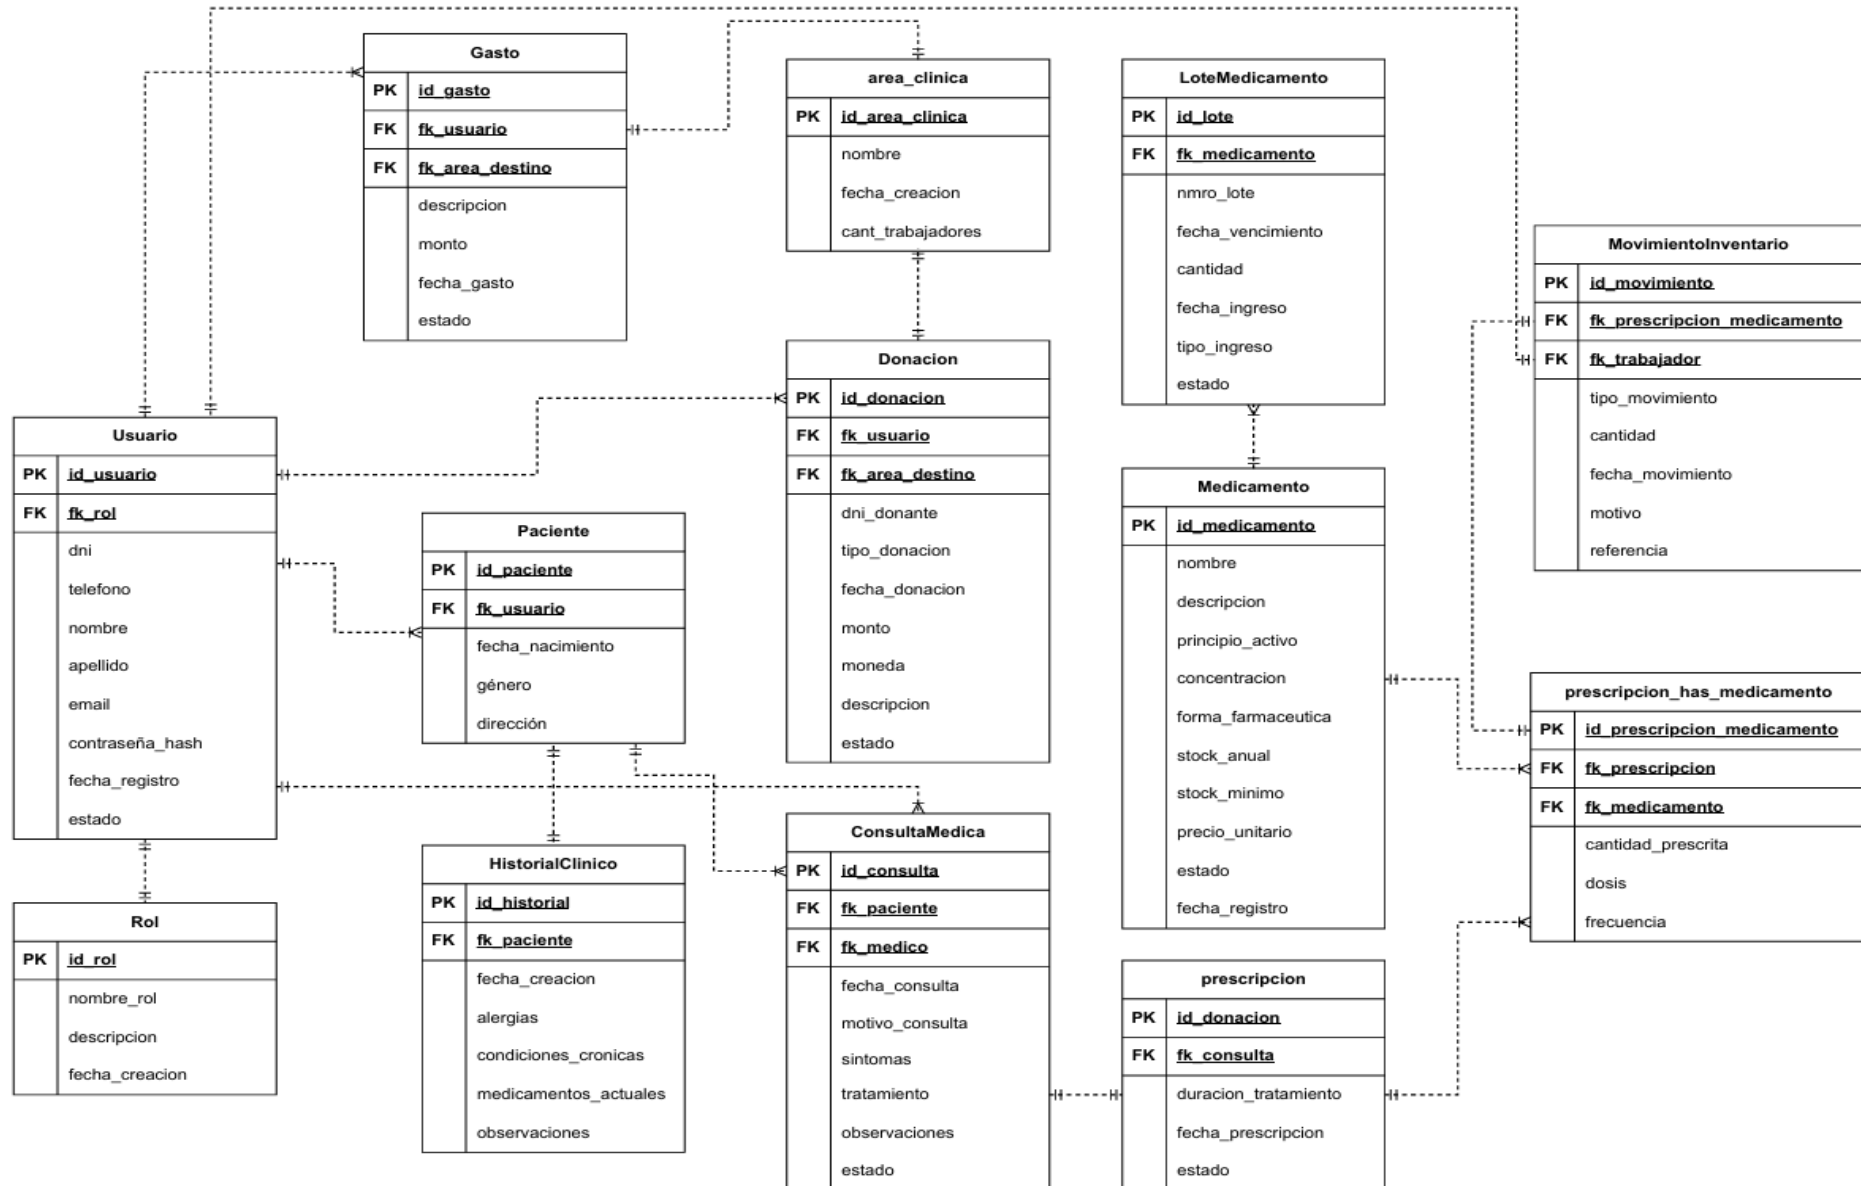 Gasto
PK id_gasto
FK fk_usuario
FK fk_area_destino
descripcion
monto
fecha_gasto
estado
area_clinica
PK id_area_clinica
nombre
fecha_creacion
cant_trabajadores
LoteMedicamento
PK id_lote
FK fk_medicamento
nmro_lote
fecha_vencimiento
cantidad
fecha_ingreso
tipo_ingreso
estado
MovimientoInventario
PK id_movimiento
FK fk_prescripcion_medicamento
FK fk_trabajador
tipo_movimiento
cantidad
fecha_movimiento
motivo
referencia
Usuario
PK id_usuario
FK fk_rol
dni
telefono
nombre
apellido
email
contraseña_hash
fecha_registro
estado
Paciente
PK id_paciente
FK fk_usuario
fecha_nacimiento
género
dirección
Donacion
PK id_donacion
FK fk_usuario
FK fk_area_destino
dni_donante
tipo_donacion
fecha_donacion
monto
moneda
descripcion
estado
Medicamento
PK id_medicamento
nombre
descripcion
principio_activo
concentracion
forma_farmaceutica
stock_anual
stock_minimo
precio_unitario
estado
fecha_registro
prescripcion_has_medicamento
PK id_prescripcion_medicamento
FK fk_prescripcion
FK fk_medicamento
cantidad_prescrita
dosis
frecuencia
Rol
PK id_rol
nombre_rol
descripcion
fecha_creacion
HistorialClinico
PK id_historial
FK fk_paciente
fecha_creacion
alergias
condiciones_cronicas
medicamentos_actuales
observaciones
ConsultaMedica
PK id_consulta
FK fk_paciente
FK fk_medico
fecha_consulta
motivo_consulta
sintomas
tratamiento
observaciones
estado
prescripcion
PK id_donacion
FK fk_consulta
duracion_tratamiento
fecha_prescripcion
estado